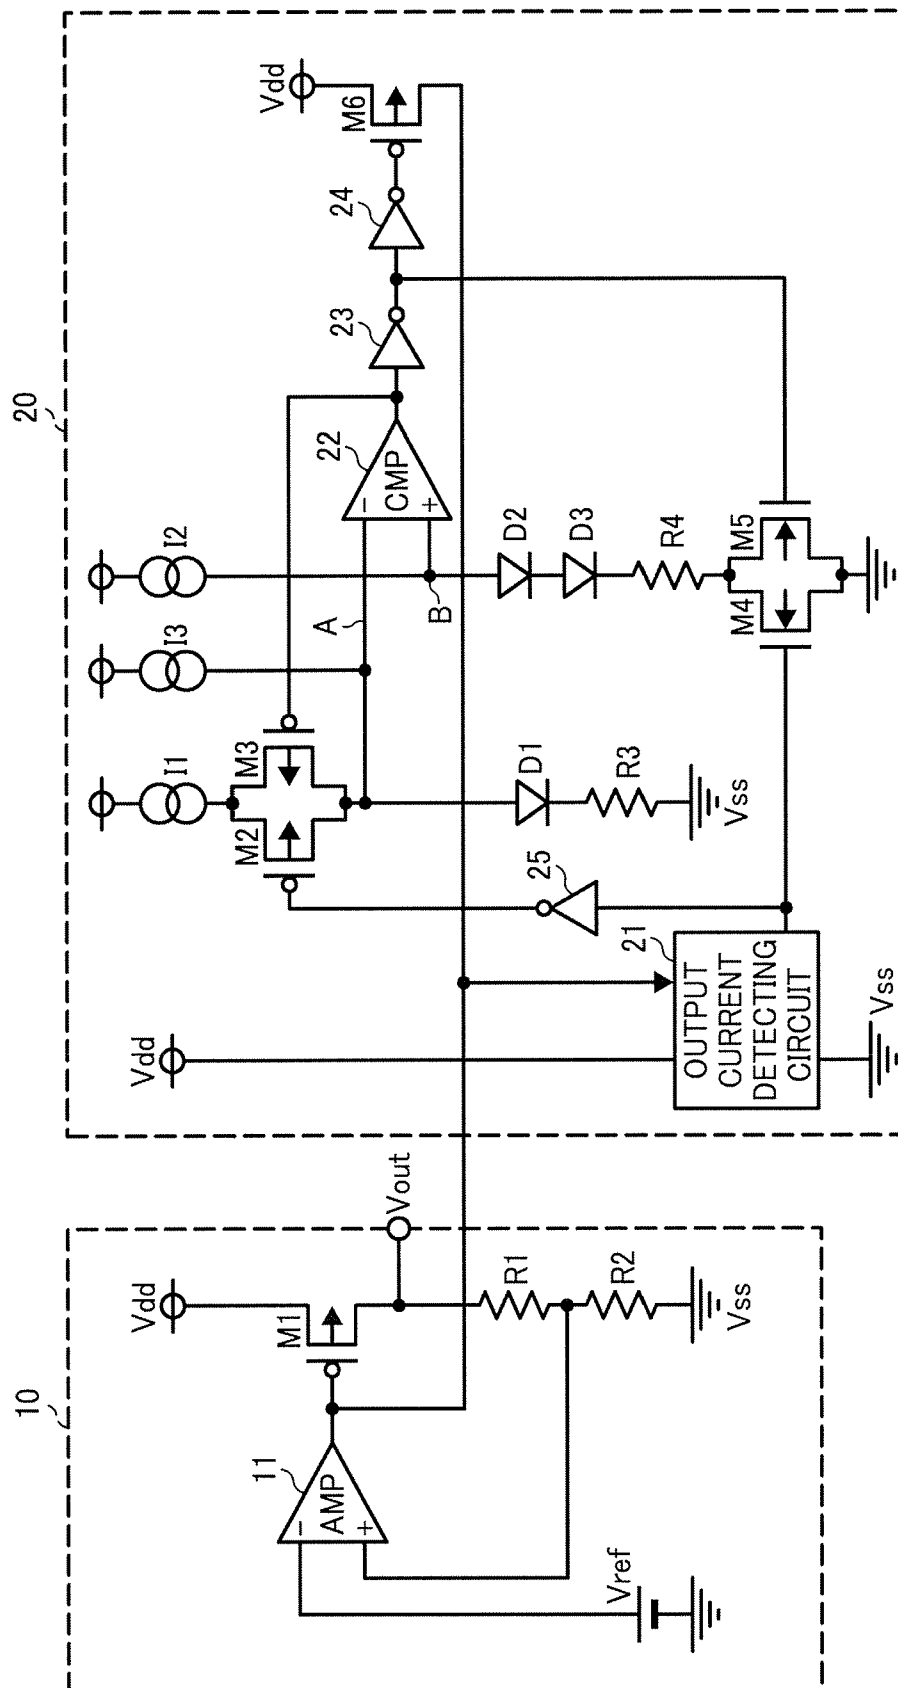 10
Vdd
M1
11
AMP
-
+
Vref
R1
R2
Vss
Vout
20
Vdd
I1
I3
I2
M2
M3
A
B
22
CMP
-
+
23
24
Vdd
M6
D1
R3
Vss
D2
D3
R4
M4
M5
25
21
OUTPUT
CURRENT
DETECTING
CIRCUIT
Vss